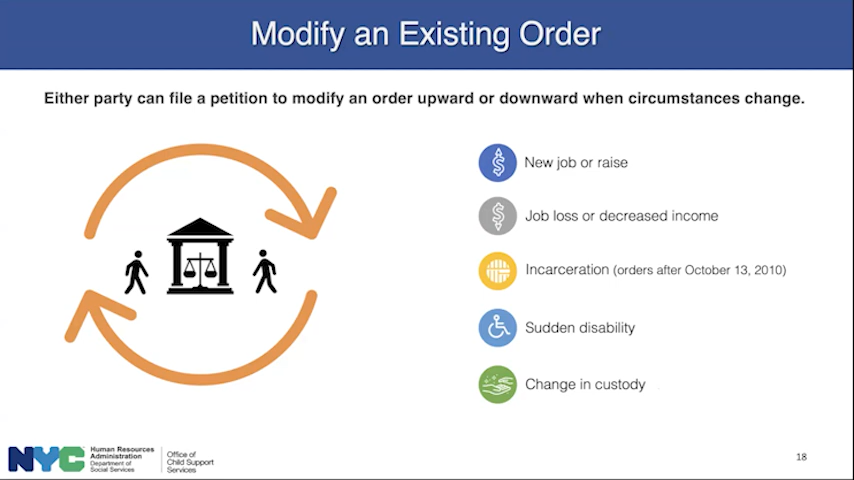 Modify an Existing Order
Either party can file a petition to modify an order upward or downward when circumstances change.
New job or raise
Job loss or decreased income
Incarceration (orders after October 13, 2010)
Sudden disability
Change in custody
NYC
Human Resources
Administration
Department of
Social Services
Office of
Child Support
Services
18